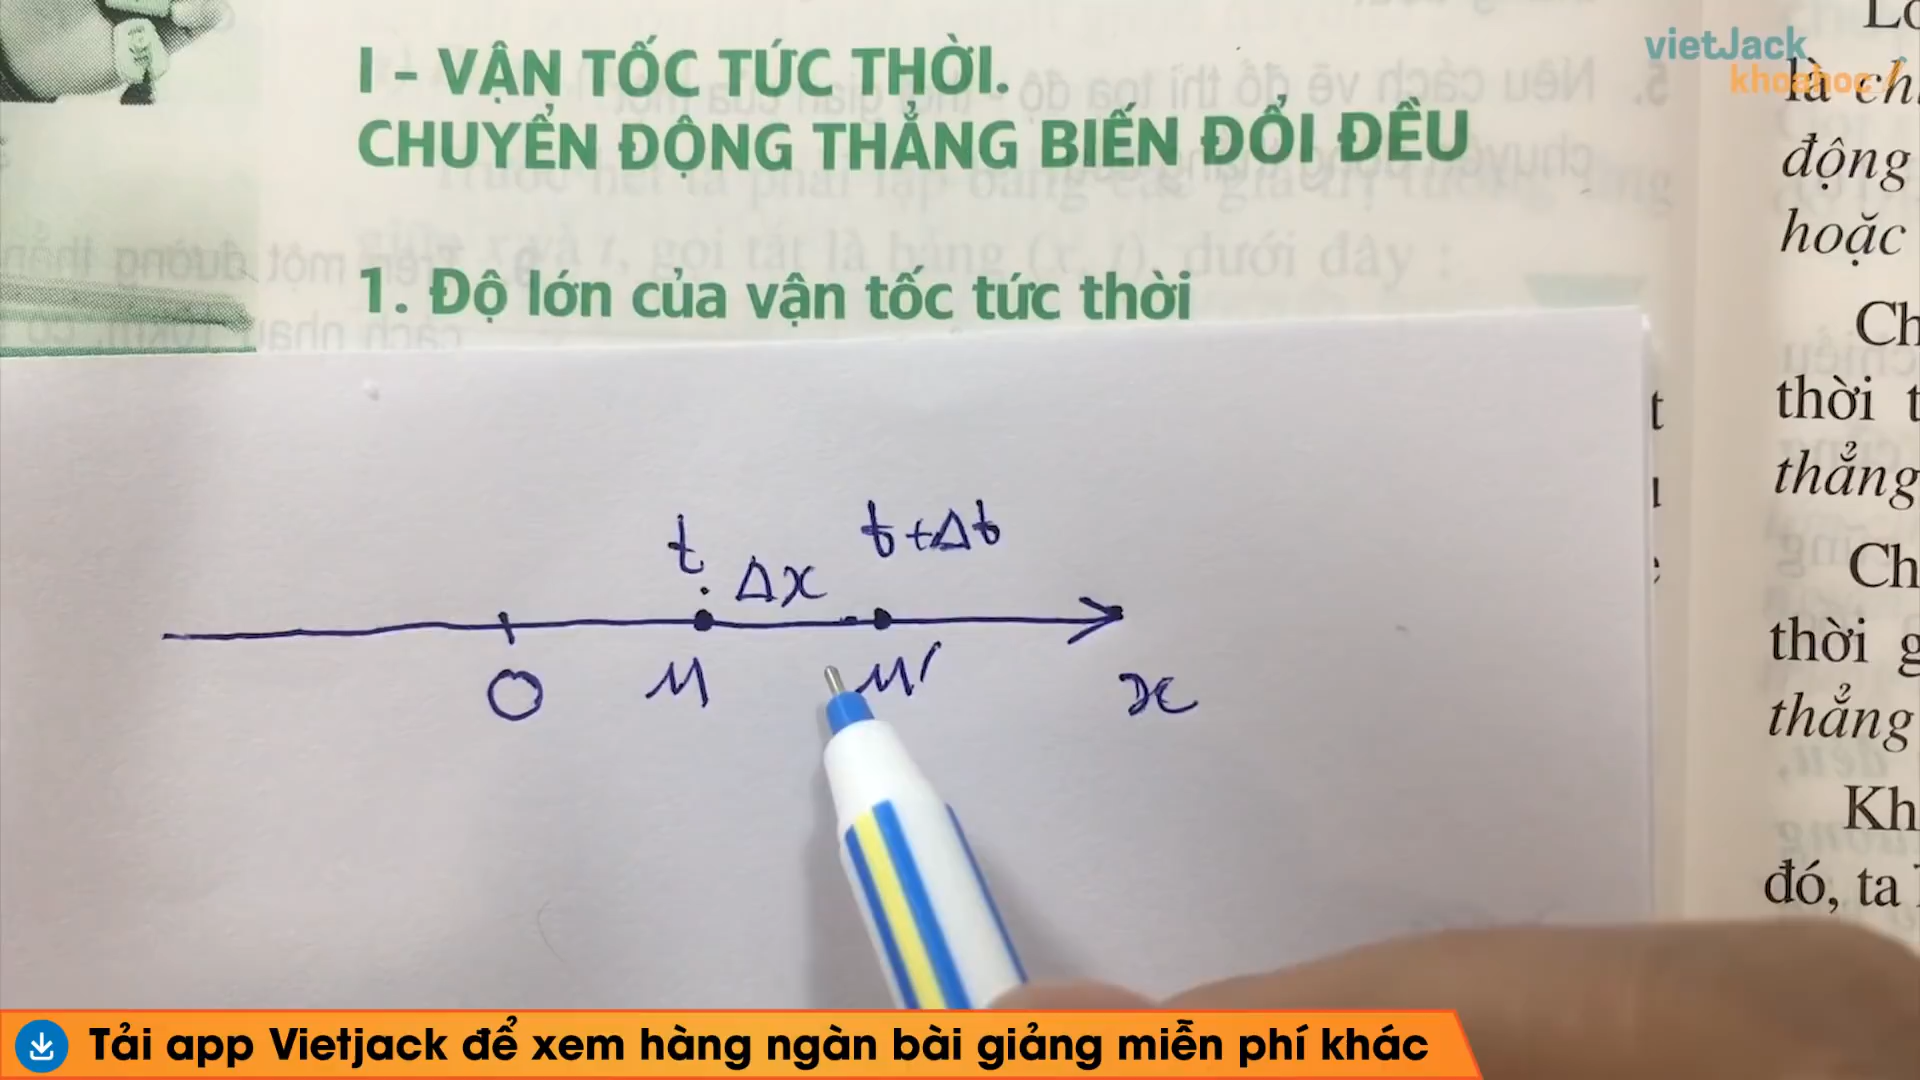 vietJack
khoahoc
I – VẬN TỐC TỨC THỜI.
CHUYỂN ĐỘNG THẲNG BIẾN ĐỔI ĐỀU
1. Độ lớn của vận tốc tức thời
t
Δx
t+Δt
O
M
M'
x
là
động
hoặc
Ch
thời t
thẳng
Ch
thời g
thẳng
Kh
đó, ta
Tải app Vietjack để xem hàng ngàn bài giảng miễn phí khác